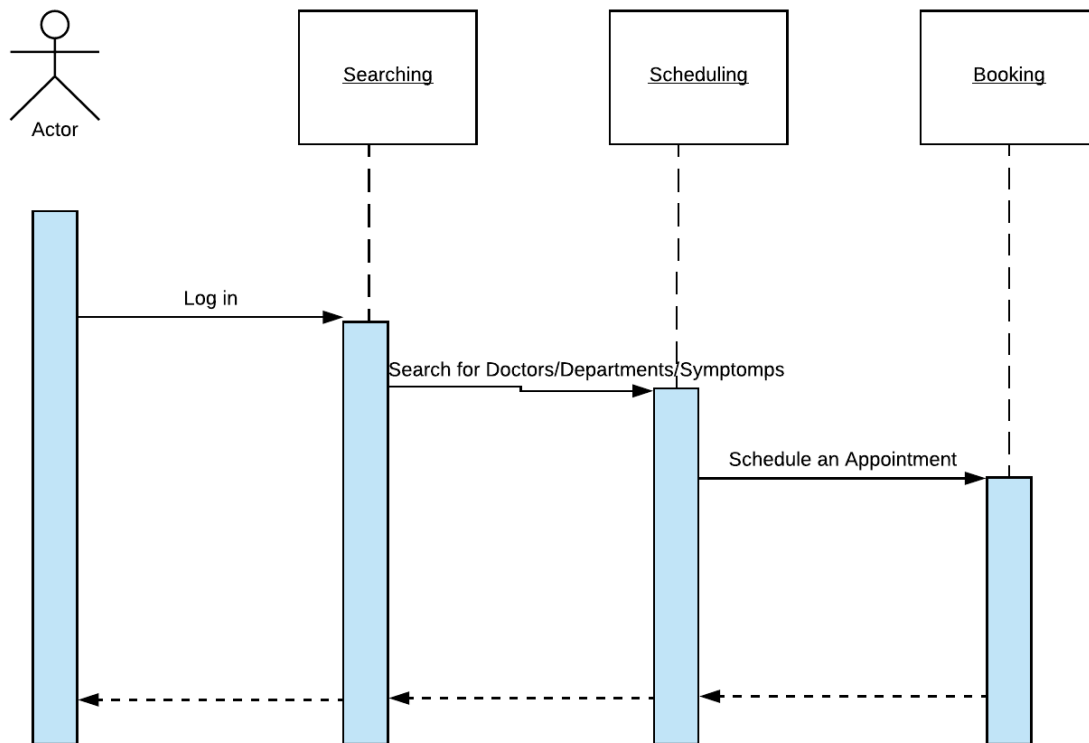 Searching
Scheduling
Booking
Actor
Log in
Search for Doctors/Departments/Symptomps
Schedule an Appointment